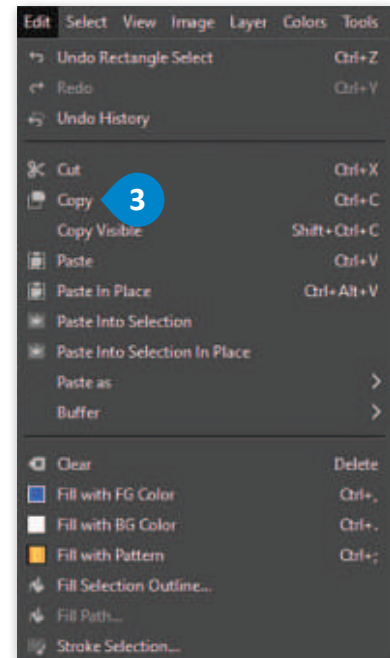 Edit Select View Image Layer Colors Tools
Undo Rectangle Select Ctrl+Z
Redo Ctrl+Y
Undo History
Cut Ctrl+X
Copy 3 Ctrl+C
Copy Visible Shift+Ctrl+C
Paste Ctrl+V
Paste In Place Ctrl+Alt+V
Paste Into Selection
Paste Into Selection In Place
Paste as >
Buffer >
Clear Delete
Fill with FG Color Ctrl+,
Fill with BG Color Ctrl+.
Fill with Pattern Ctrl+;
Fill Selection Outline...
Fill Path...
Stroke Selection...